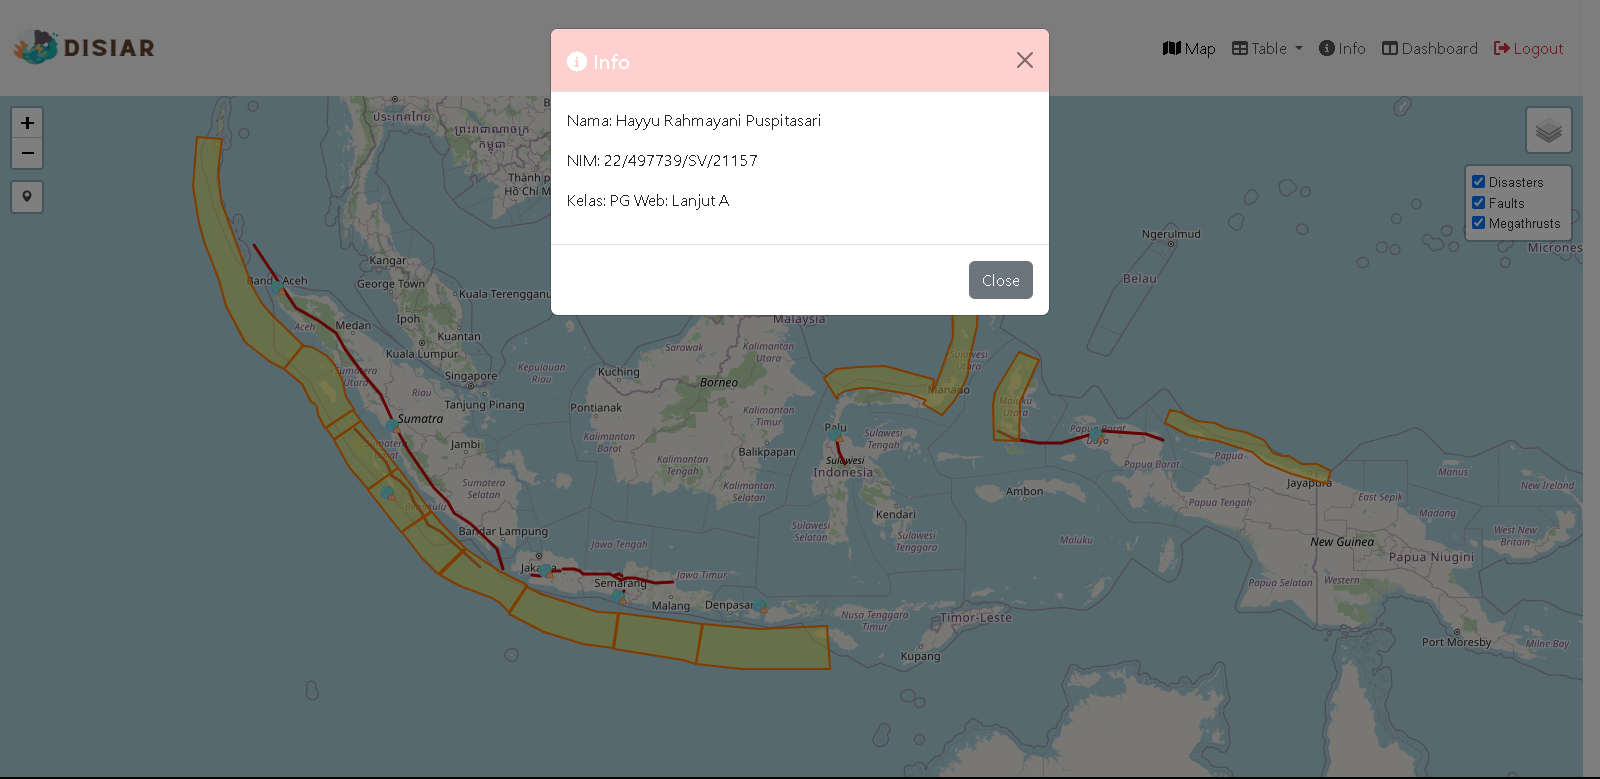 DISIAR
Map
Table
Info
Dashboard
Logout
Info
Nama: Hayyu Rahmayani Puspitasari
NIM: 22/497739/SV/21157
Kelas: PG Web: Lanjut A
Close
+
−
Disasters
Faults
Megathrusts
ประเทศไทย
ព្រះរាជាណាចក្រ
កម្ពុជា
Thành p
Hồ Chí M
Ngerulmud
Micrones
Belau
Kangar
George Town
Kuala Terengganu
Ipoh
Kuantan
Kuala Lumpur
Aceh
Medan
Sumatera
Utara
Riau
Singapore
Tanjung Pinang
Kepulauan
Riau
Malaysia
Sarawak
Kalimantan
Utara
Kuching
Borneo
Pontianak
Kalimantan
Timur
Sulawesi
Utara
Manado
Maluku
Utara
Sumatra
Sumatera
Barat
Jambi
Kalimantan
Barat
Balikpapan
Palu
Sulawesi
Tengah
Sulawesi
Indonesia
Papua Barat
Daya
Papua Barat
Papua
Jayapura
Manus
Sumatera
Selatan
Bengkulu
Kalimantan
Tengah
Kalimantan
Selatan
Ambon
Papua Tengah
East Sepik
New Ireland
Madang
Bandar Lampung
Sulawesi
Selatan
Kendari
Sulawesi
Tenggara
Maluku
New Guinea
West New
Britain
Papua Niugini
Jawa Tengah
Semarang
Jawa Timur
Malang
Denpasar
Nusa Tenggara
Timur
Timor-Leste
Kupang
Papua Selatan
Western
Port Moresby
Milne Bay